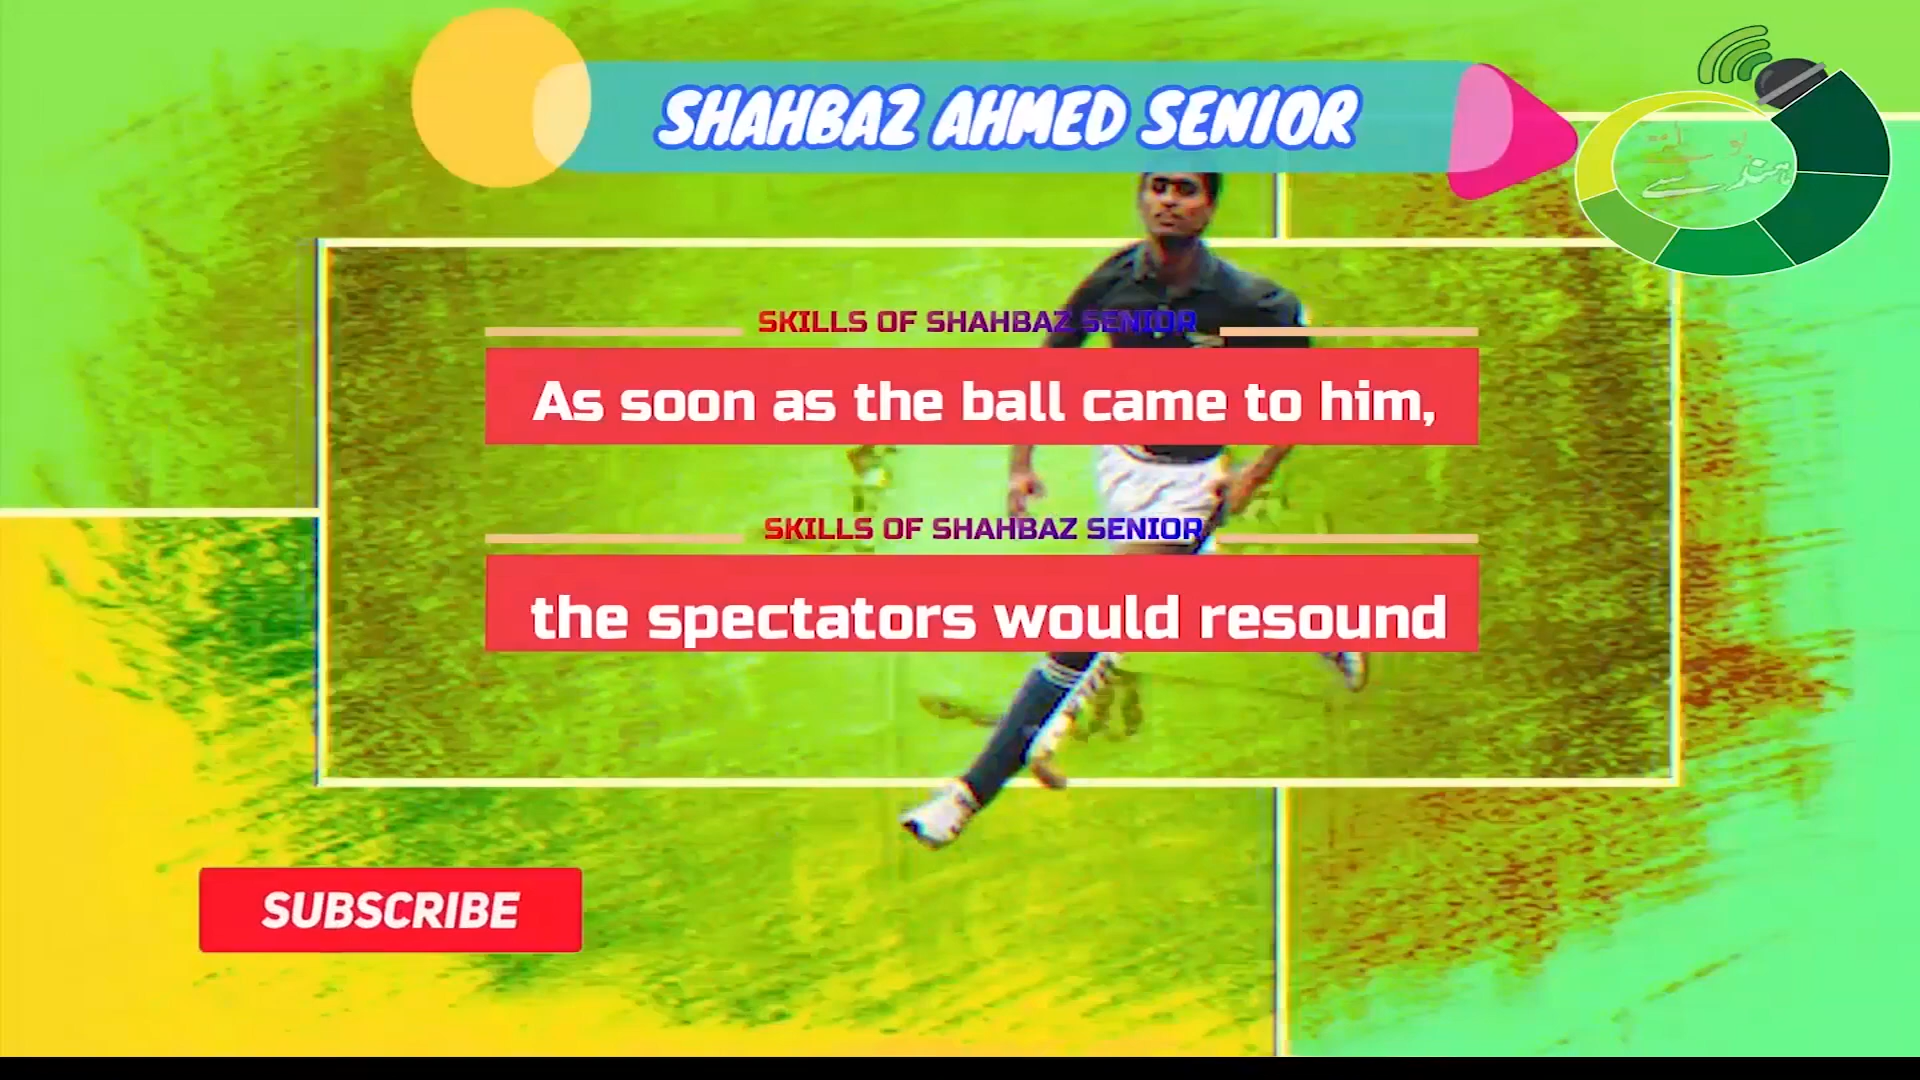 SHAHBAZ AHMED SENIOR
SKILLS OF SHAHBAZ SENIOR
As soon as the ball came to him,
SKILLS OF SHAHBAZ SENIOR
the spectators would resound
SUBSCRIBE